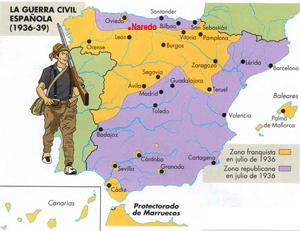 LA GUERRA CIVIL
ESPAÑOLA
(1936-39)
Santander
Oviedo
Naredo
Bilbao
San Sebastián
Vitoria
Pamplona
León
Orense
Burgos
Zaragoza
Lérida
Barcelona
Segovia
Guadalajara
Ávila
Madrid
Teruel
Toledo
Baleares
Palma
de Mallorca
Valencia
Badajoz
Córdoba
Sevilla
Granada
Cartagena
Cádiz
Zona franquista
en julio de 1936
Zona republicana
en julio de 1936
Canarias
Protectorado
de Marruecos